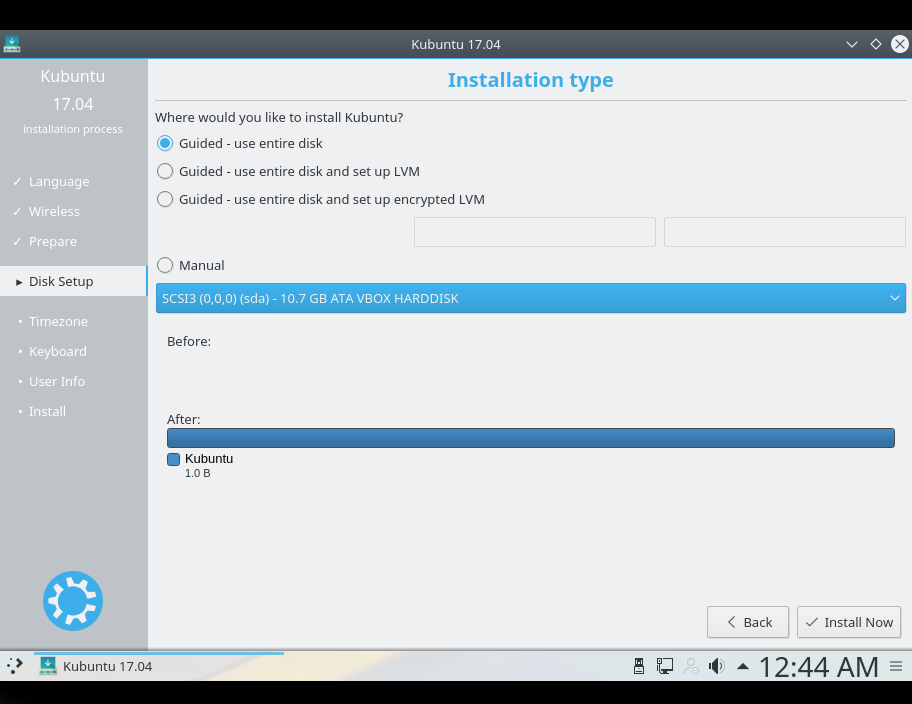 Kubuntu 17.04
Kubuntu
17.04
installation process
✓ Language
✓ Wireless
✓ Prepare
▸ Disk Setup
• Timezone
• Keyboard
• User Info
• Install
Installation type
Where would you like to install Kubuntu?
Guided - use entire disk
Guided - use entire disk and set up LVM
Guided - use entire disk and set up encrypted LVM
Manual
SCSI3 (0,0,0) (sda) - 10.7 GB ATA VBOX HARDDISK
Before:
After:
Kubuntu
1.0 B
Back
Install Now
Kubuntu 17.04
12:44 AM